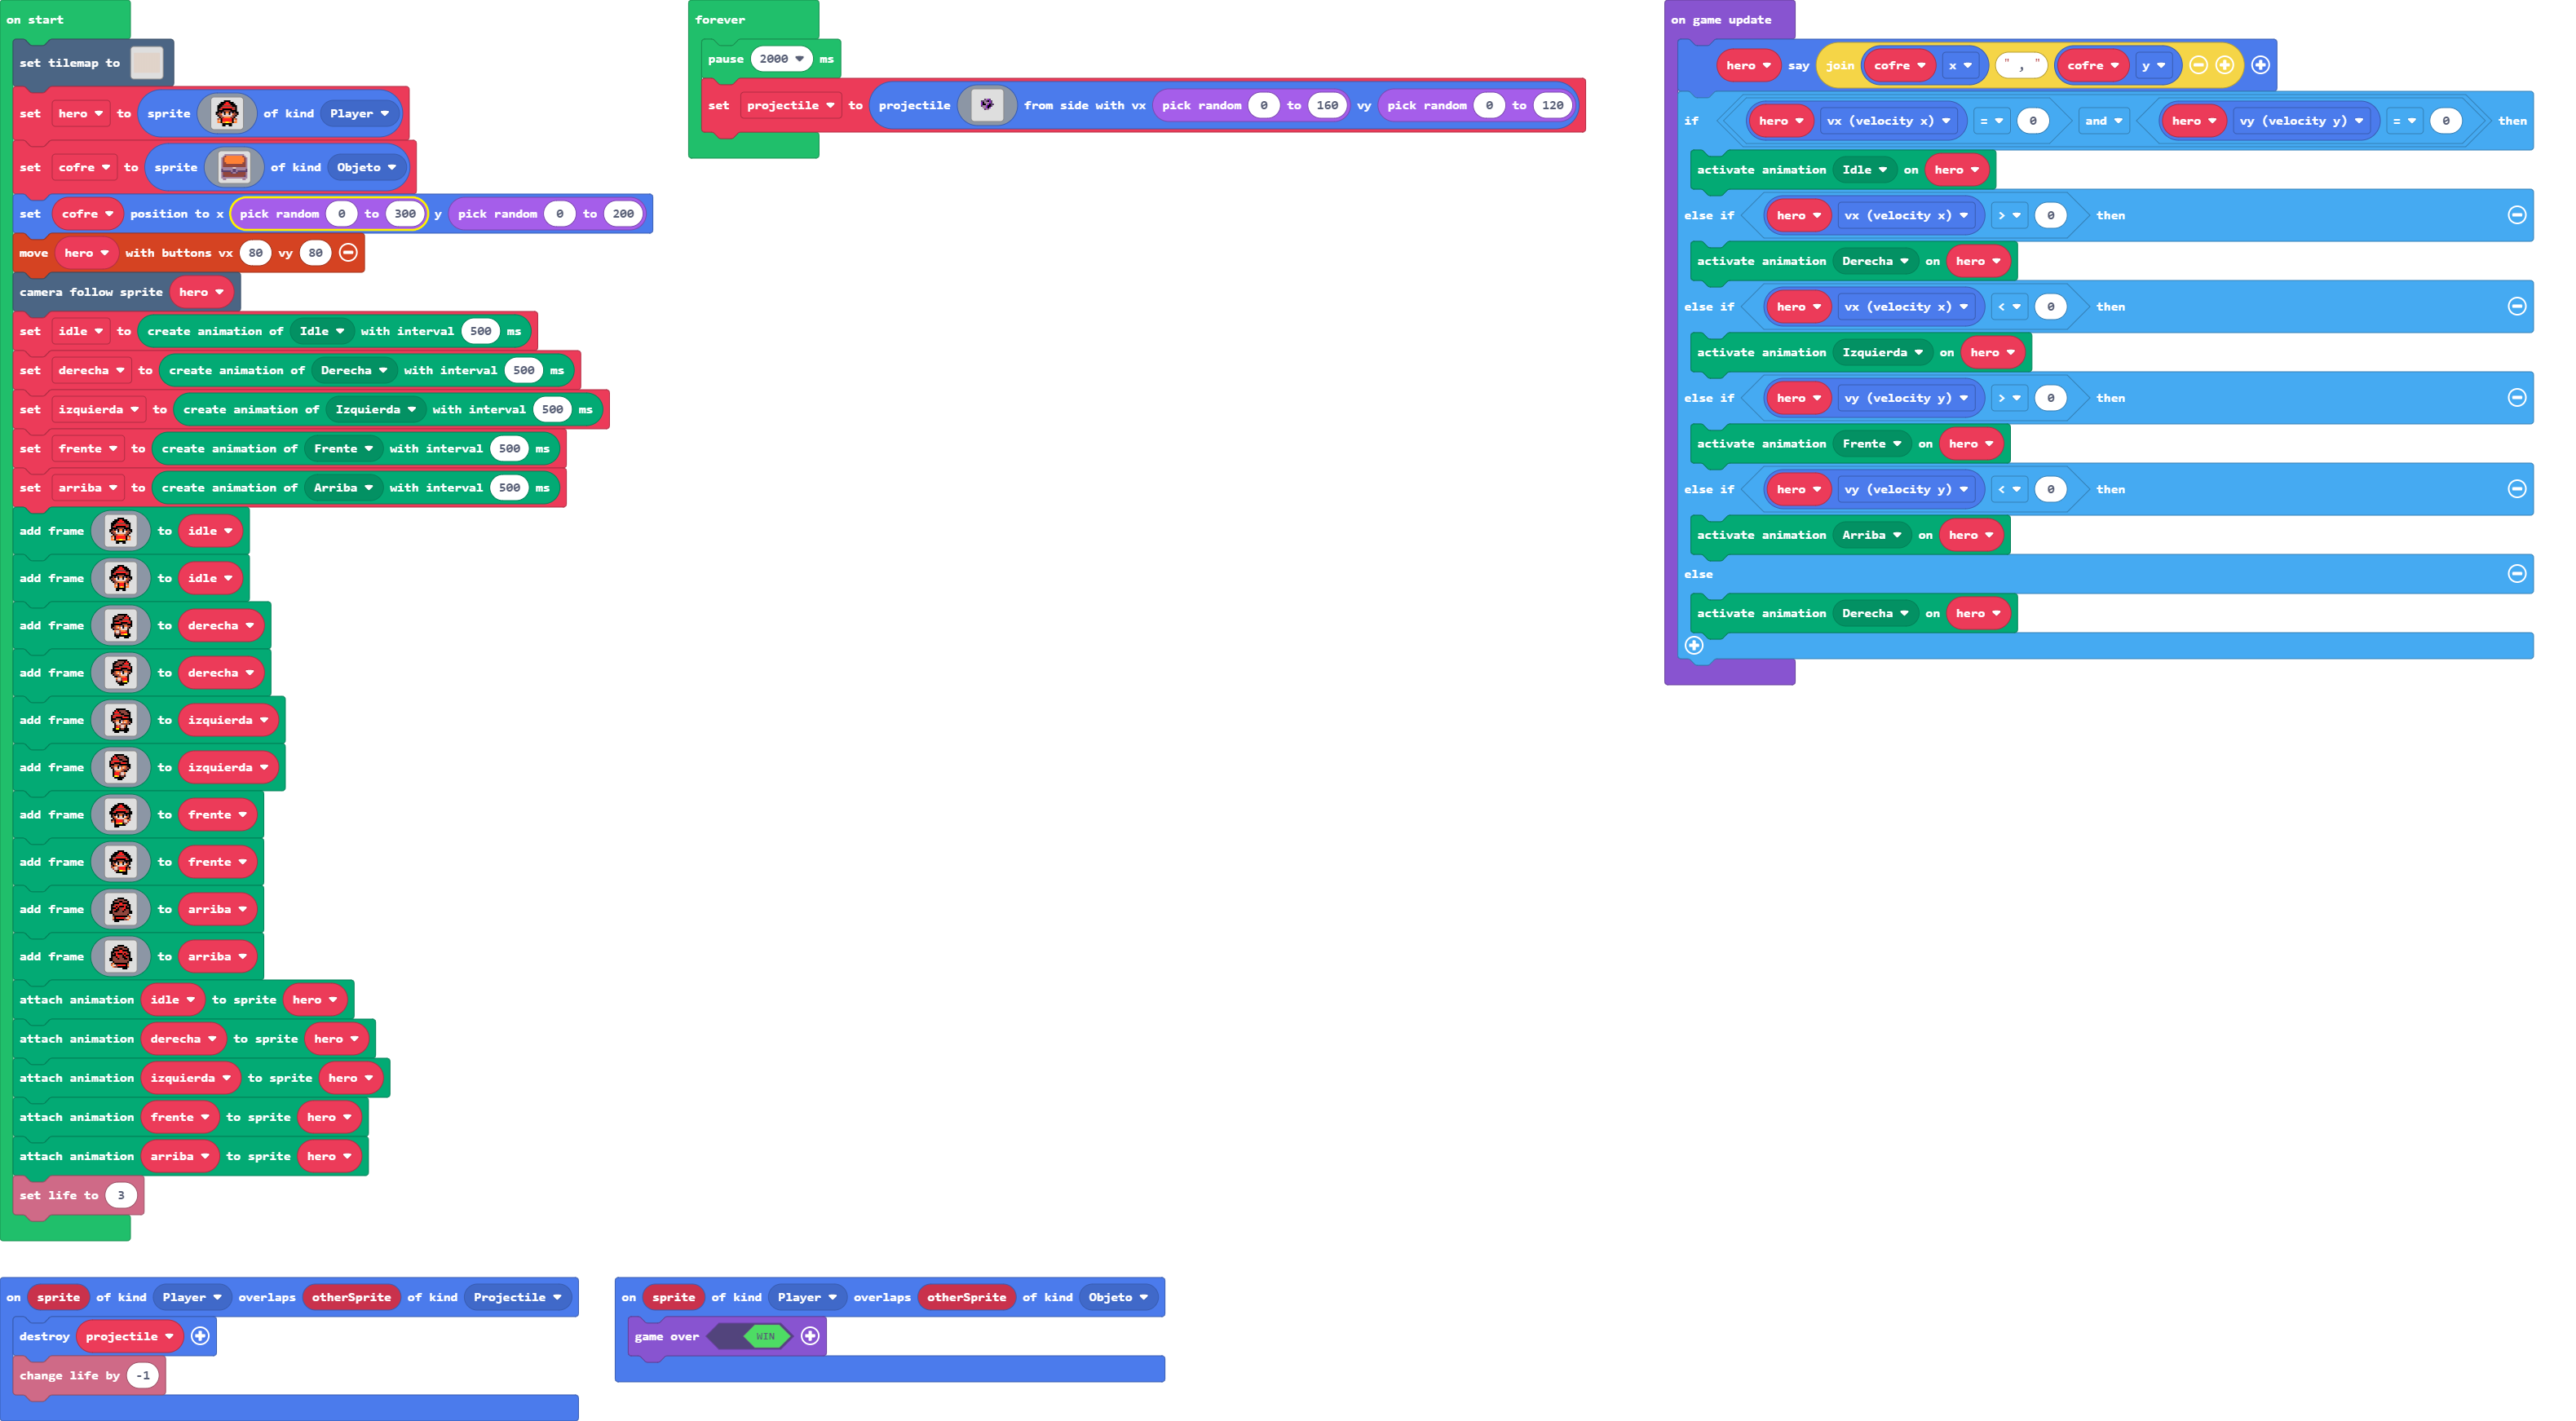 on start
set tilemap to
set hero to sprite of kind Player
set cofre to sprite of kind Objeto
set cofre position to x pick random 0 to 300 y pick random 0 to 200
move hero with buttons vx 80 vy 80
camera follow sprite hero
set idle to create animation of Idle with interval 500 ms
set derecha to create animation of Derecha with interval 500 ms
set izquierda to create animation of Izquierda with interval 500 ms
set frente to create animation of Frente with interval 500 ms
set arriba to create animation of Arriba with interval 500 ms
add frame to idle
add frame to idle
add frame to derecha
add frame to derecha
add frame to izquierda
add frame to izquierda
add frame to frente
add frame to frente
add frame to arriba
add frame to arriba
attach animation idle to sprite hero
attach animation derecha to sprite hero
attach animation izquierda to sprite hero
attach animation frente to sprite hero
attach animation arriba to sprite hero
set life to 3
forever
pause 2000 ms
set projectile to projectile from side with vx pick random 0 to 160 vy pick random 0 to 120
on game update
hero say join cofre x " , " cofre y
if hero vx (velocity x) = 0 and hero vy (velocity y) = 0 then
activate animation Idle on hero
else if hero vx (velocity x) > 0 then
activate animation Derecha on hero
else if hero vx (velocity x) < 0 then
activate animation Izquierda on hero
else if hero vy (velocity y) > 0 then
activate animation Frente on hero
else if hero vy (velocity y) < 0 then
activate animation Arriba on hero
else
activate animation Derecha on hero
on sprite of kind Player overlaps otherSprite of kind Projectile
destroy projectile
change life by -1
on sprite of kind Player overlaps otherSprite of kind Objeto
game over WIN